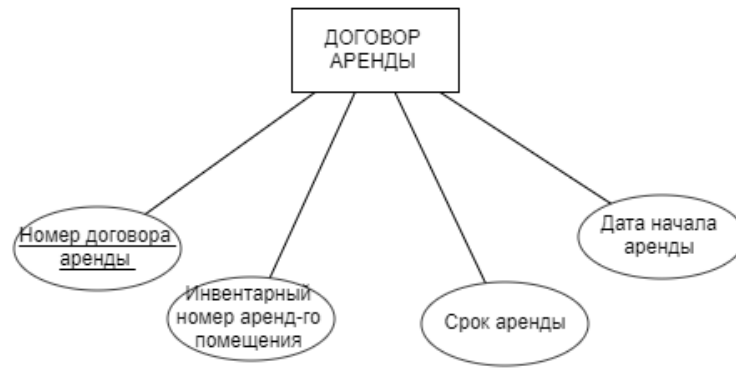 ДОГОВОР
АРЕНДЫ
Номер договора
аренды
Инвентарный
номер аренд-го
помещения
Срок аренды
Дата начала
аренды